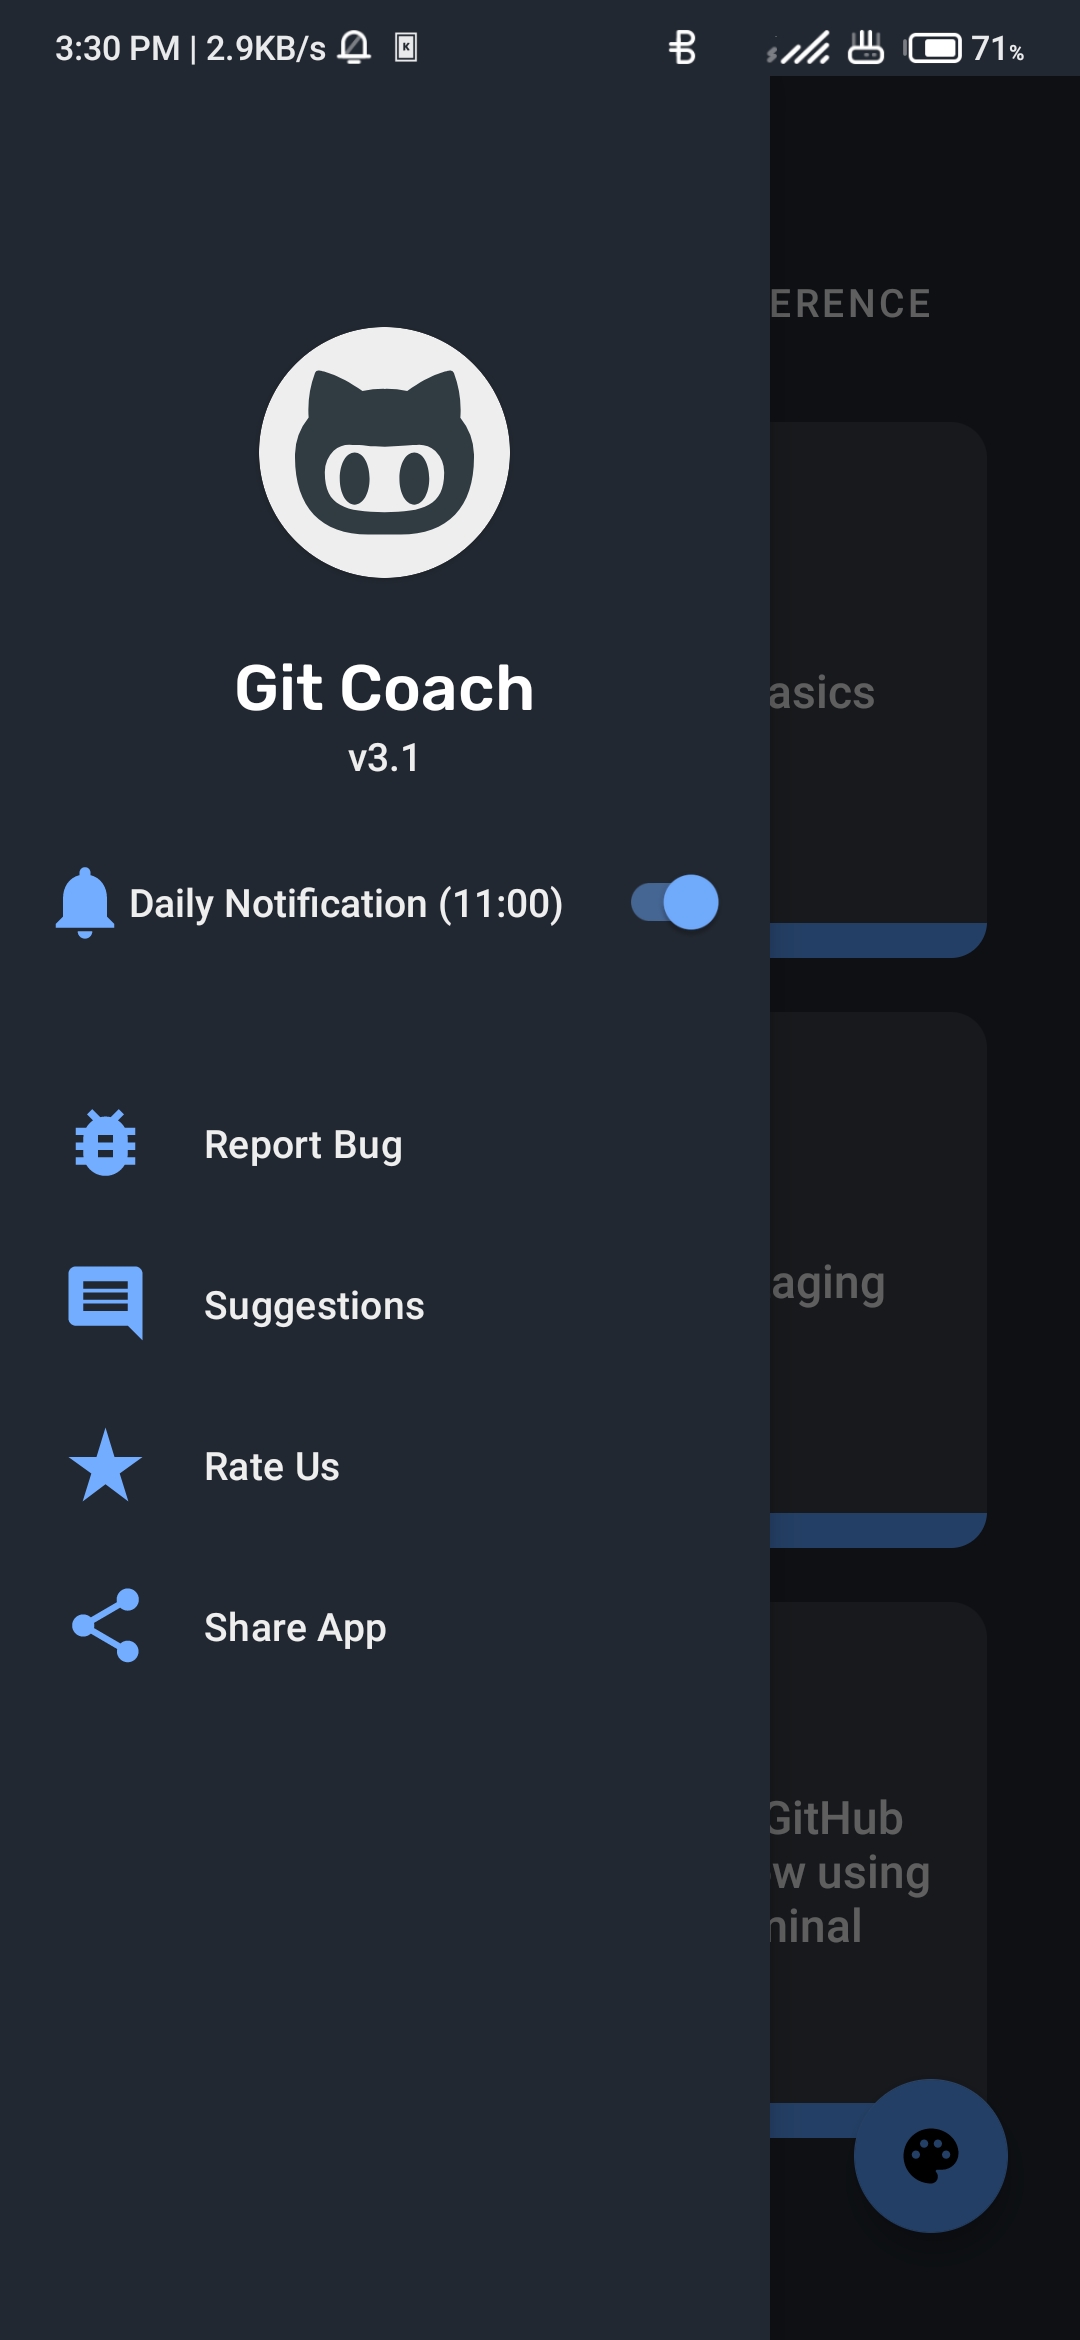 3:30 PM | 2.9KB/s
71%
ERENCE
Git Coach
v3.1
asics
Daily Notification (11:00)
Report Bug
Suggestions
aging
Rate Us
Share App
GitHub
w using
inal